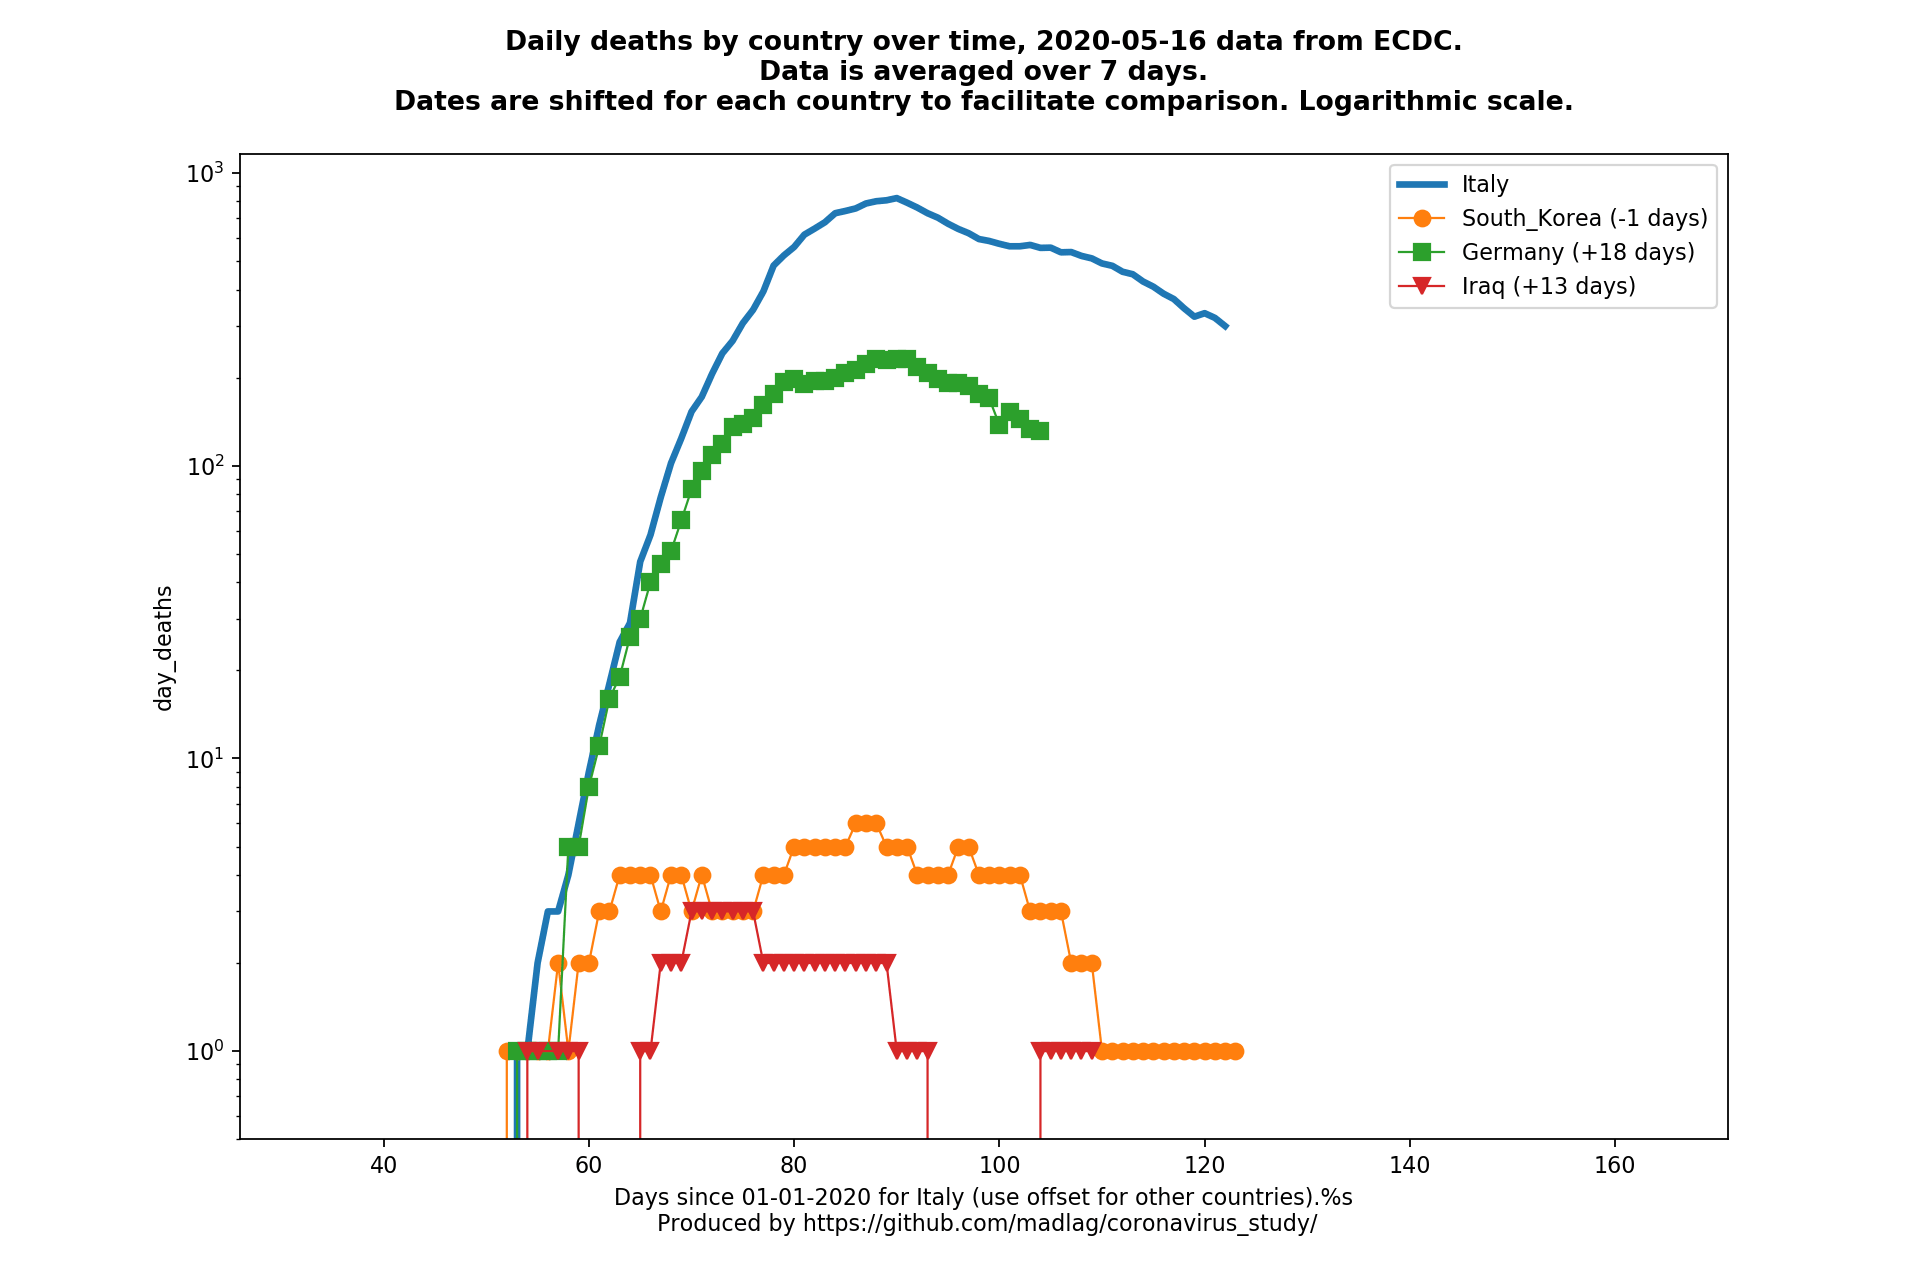 Daily deaths by country over time, 2020-05-16 data from ECDC.
Data is averaged over 7 days.
Dates are shifted for each country to facilitate comparison. Logarithmic scale.
Italy
South_Korea (-1 days)
Germany (+18 days)
Iraq (+13 days)
day_deaths
10³
10²
10¹
10⁰
40 60 80 100 120 140 160
Days since 01-01-2020 for Italy (use offset for other countries).%s
Produced by https://github.com/madlag/coronavirus_study/